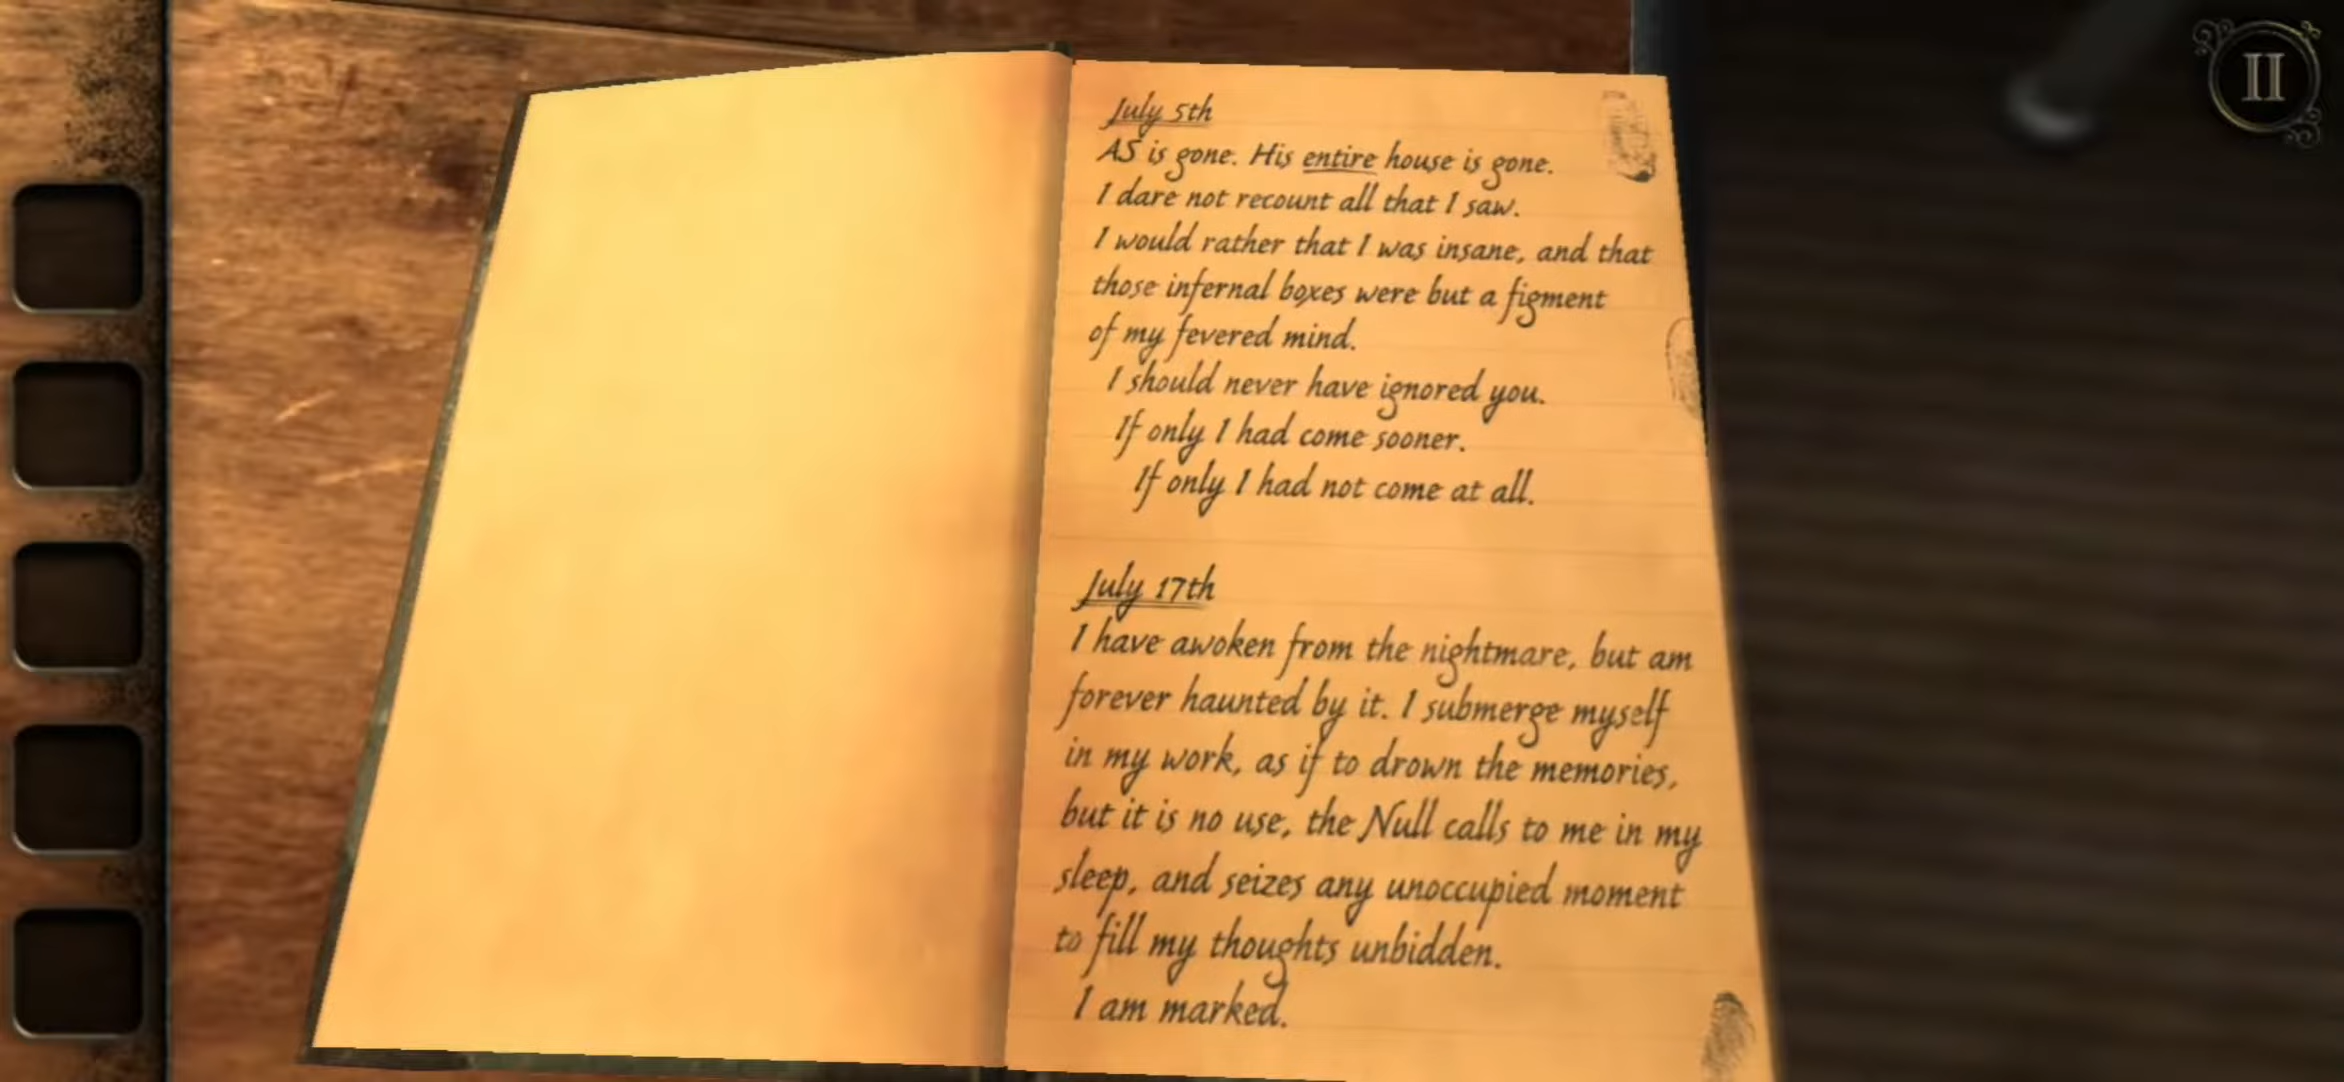 July 5th
AS is gone. His entire house is gone.
I dare not recount all that I saw.
I would rather that I was insane, and that
those infernal boxes were but a figment
of my fevered mind.
I should never have ignored you.
If only I had come sooner.
If only I had not come at all.
July 17th
I have awoken from the nightmare, but am
forever haunted by it. I submerge myself
in my work, as if to drown the memories,
but it is no use, the Null calls to me in my
sleep, and seizes any unoccupied moment
to fill my thoughts unbidden.
I am marked.
II